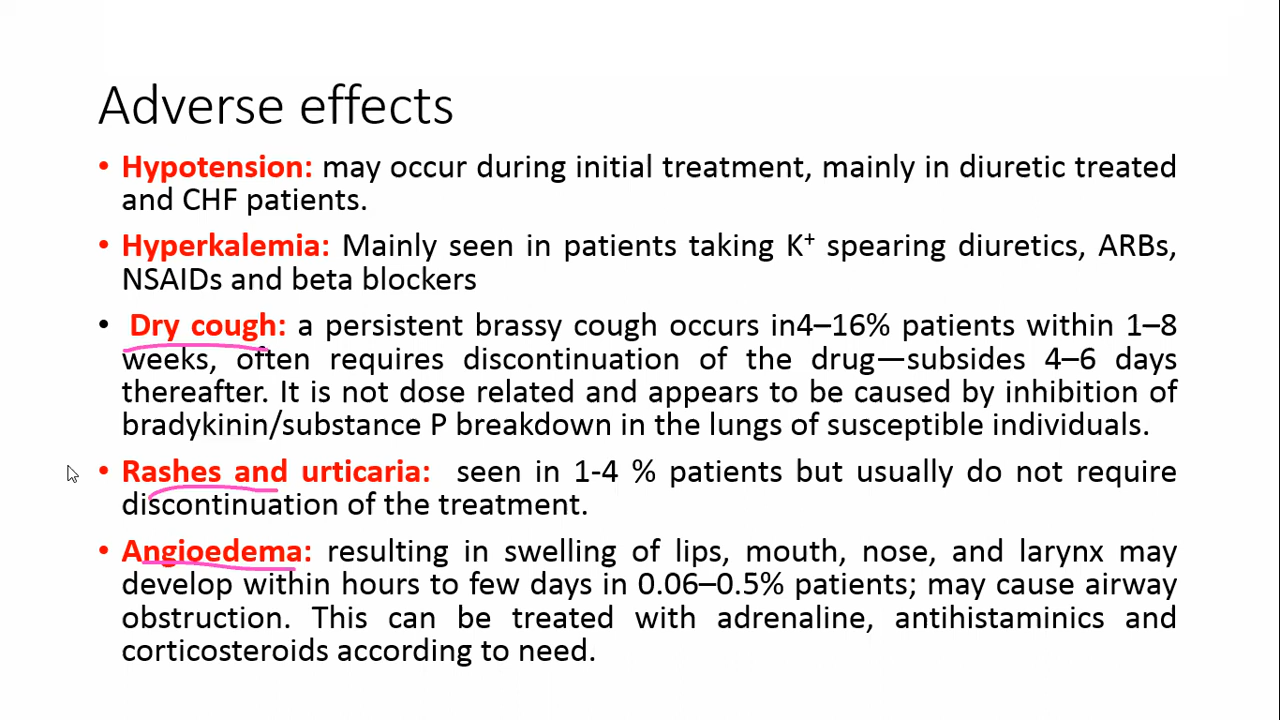 Adverse effects
• Hypotension: may occur during initial treatment, mainly in diuretic treated
and CHF patients.
• Hyperkalemia: Mainly seen in patients taking K⁺ spearing diuretics, ARBs,
NSAIDs and beta blockers
• Dry cough: a persistent brassy cough occurs in4–16% patients within 1–8
weeks, often requires discontinuation of the drug—subsides 4–6 days
thereafter. It is not dose related and appears to be caused by inhibition of
bradykinin/substance P breakdown in the lungs of susceptible individuals.
• Rashes and urticaria: seen in 1-4 % patients but usually do not require
discontinuation of the treatment.
• Angioedema: resulting in swelling of lips, mouth, nose, and larynx may
develop within hours to few days in 0.06–0.5% patients; may cause airway
obstruction. This can be treated with adrenaline, antihistaminics and
corticosteroids according to need.